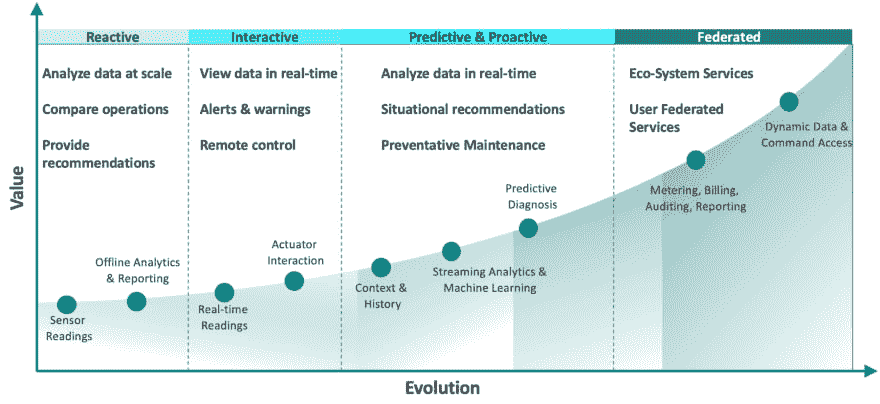 Reactive
Interactive
Predictive & Proactive
Federated
Analyze data at scale
Compare operations
Provide
recommendations
View data in real-time
Alerts & warnings
Remote control
Analyze data in real-time
Situational recommendations
Preventative Maintenance
Eco-System Services
User Federated
Services
Value
Sensor
Readings
Offline Analytics
& Reporting
Real-time
Readings
Actuator
Interaction
Context &
History
Streaming Analytics &
Machine Learning
Predictive
Diagnosis
Metering, Billing,
Auditing, Reporting
Dynamic Data &
Command Access
Evolution